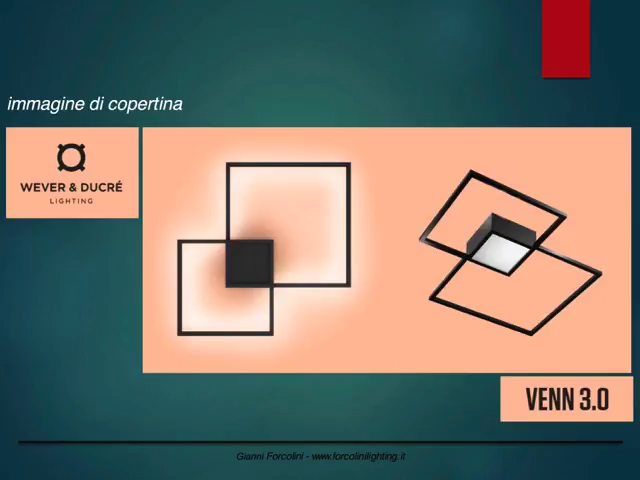 immagine di copertina
WEVER & DUCRÉ
LIGHTING
VENN 3.0
Gianni Forcolini - www.forcolinilighting.it